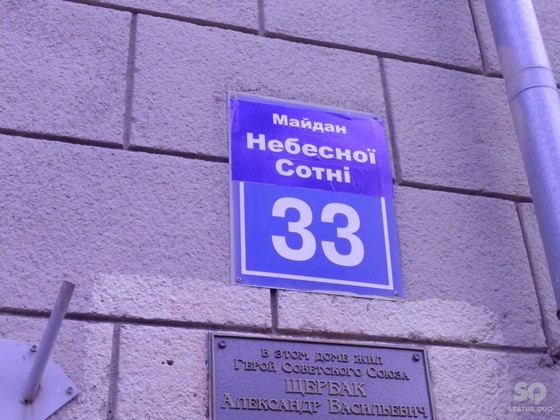 Майдан
Небесної
Сотні
33
В ЭТОМ ДОМЕ ЖИЛ
ГЕРОЙ СОВЕТСКОГО СОЮЗА
ЩЕРБАК
АЛЕКСАНДР ВАСИЛЬЕВИЧ
SQ
STATUS QUO